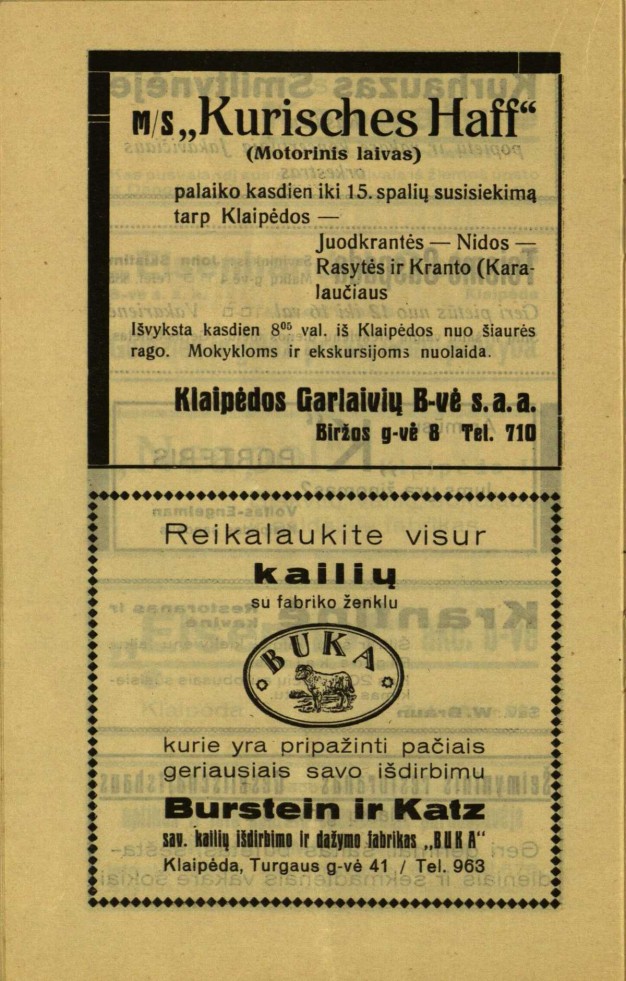 M/S „Kurisches Haff“
(Motorinis laivas)
palaiko kasdien iki 15. spalių susisiekimą
tarp Klaipėdos —
Juodkrantės — Nidos —
Rasytės ir Kranto (Kara-
laučiaus
Išvyksta kasdien 8⁰⁵ val. iš Klaipėdos nuo šiaurės
rago. Mokykloms ir ekskursijoms nuolaida.
Klaipėdos Garlaivių B-vė s.a.a.
Biržos g-vė 8 Tel. 710
Reikalaukite visur
kailių
su fabriko ženklu
BUKA
kurie yra pripažinti pačiais
geriausiais savo išdirbimu
Burstein ir Katz
sav. kailių išdirbimo ir dažymo fabrikas „BUKA“
Klaipėda, Turgaus g-vė 41 / Tel. 963